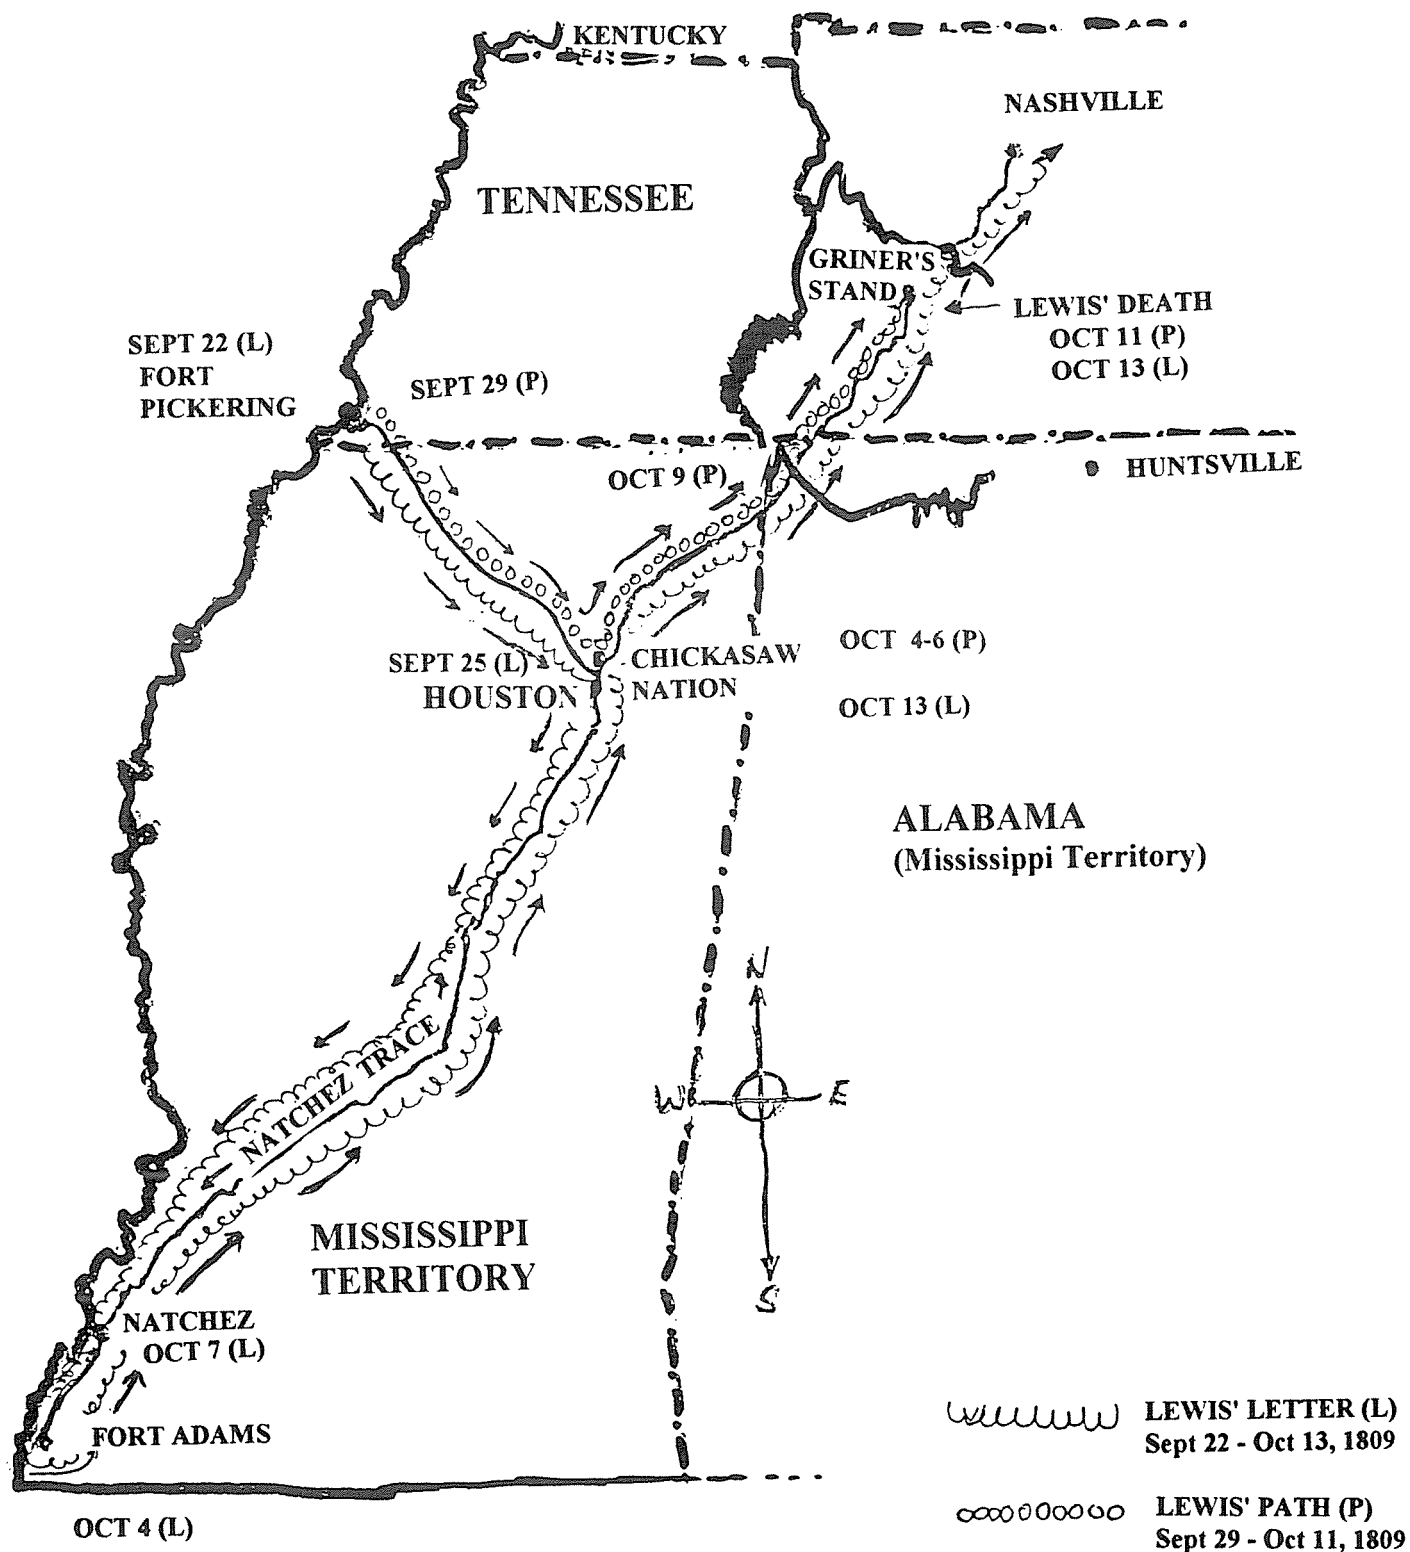 KENTUCKY
NASHVILLE
TENNESSEE
GRINER'S
STAND
LEWIS' DEATH
OCT 11 (P)
OCT 13 (L)
SEPT 22 (L)
FORT
PICKERING
SEPT 29 (P)
HUNTSVILLE
OCT 9 (P)
OCT 4-6 (P)
SEPT 25 (L)
HOUSTON
CHICKASAW
NATION
OCT 13 (L)
ALABAMA
(Mississippi Territory)
N
W
E
S
NATCHEZ TRACE
MISSISSIPPI
TERRITORY
NATCHEZ
OCT 7 (L)
FORT ADAMS
OCT 4 (L)
LEWIS' LETTER (L)
Sept 22 - Oct 13, 1809
LEWIS' PATH (P)
Sept 29 - Oct 11, 1809